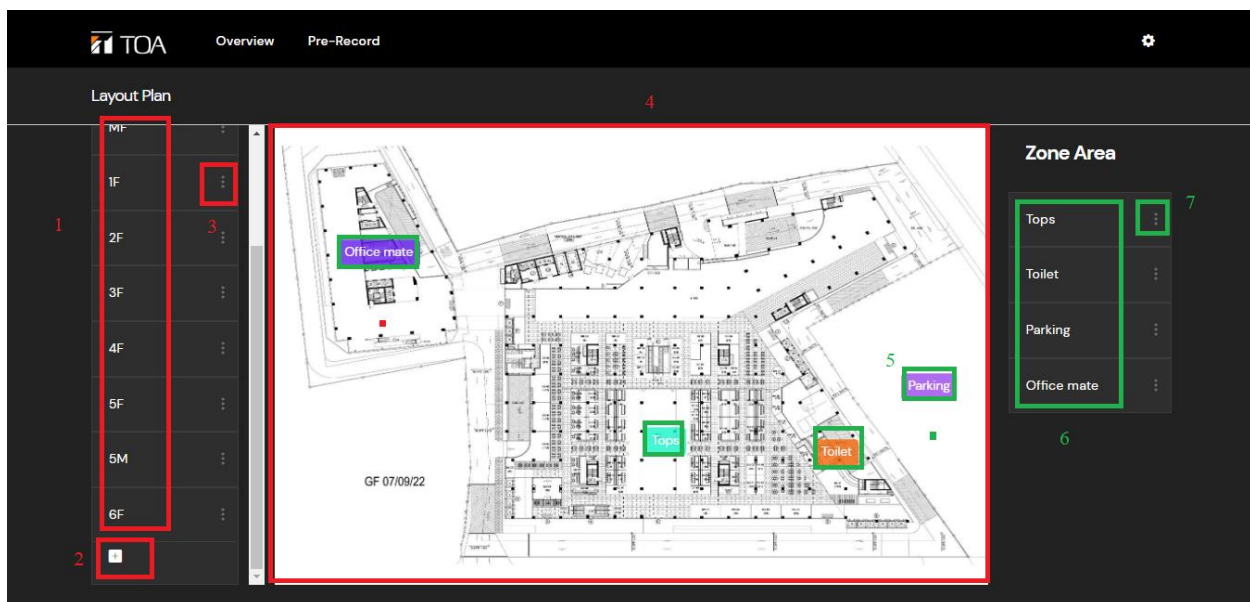 TOA
Overview
Pre-Record
Layout Plan
4
MF
1F
2F
3F
4F
5F
5M
6F
+
1
3
2
Office mate
Parking
5
Tops
Toilet
GF 07/09/22
Zone Area
Tops
Toilet
Parking
Office mate
7
6